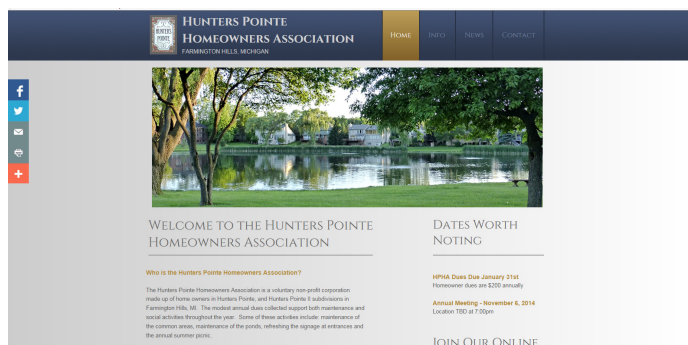 HUNTERS POINTE
HUNTERS POINTE
HOMEOWNERS ASSOCIATION
FARMINGTON HILLS, MICHIGAN
HOME
INFO
NEWS
CONTACT
WELCOME TO THE HUNTERS POINTE
HOMEOWNERS ASSOCIATION
Who is the Hunters Pointe Homeowners Association?
The Hunters Pointe Homeowners Association is a voluntary non-profit corporation
made up of home owners in Hunters Pointe, and Hunters Pointe II subdivisions in
Farmington Hills, MI. The modest annual dues collected support both maintenance and
social activities throughout the year. Some of these activities include: maintenance of
the common areas, maintenance of the ponds, refreshing the signage at entrances and
the annual summer picnic.
DATES WORTH
NOTING
HPHA Dues Due January 31st
Homeowner dues are $200 annually
Annual Meeting - November 6, 2014
Location TBD at 7:00pm
JOIN OUR ONLINE